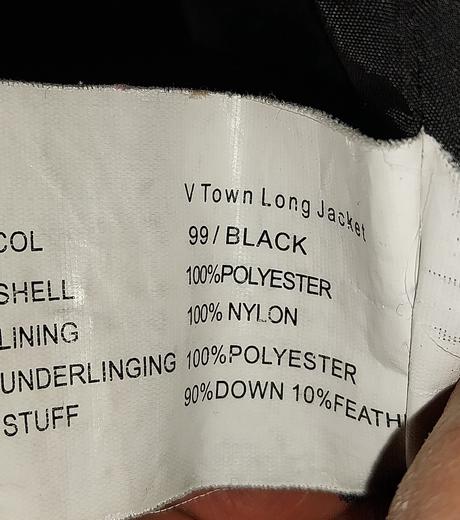 V Town Long Jacket
COL 99 / BLACK
SHELL 100%POLYESTER
LINING 100% NYLON
UNDERLINGING 100%POLYESTER
STUFF 90%DOWN 10%FEATH